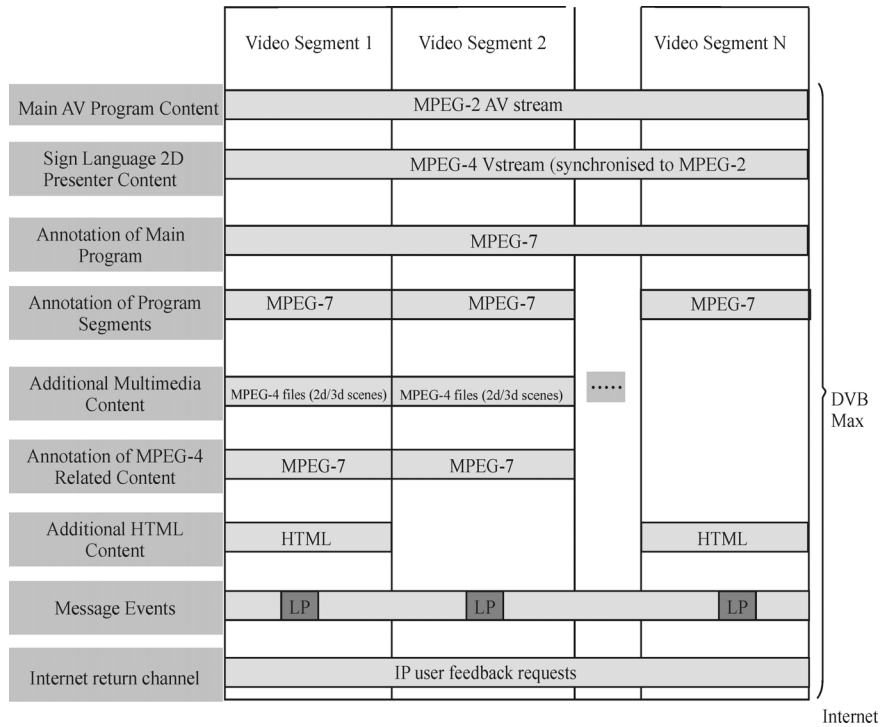 Video Segment 1 Video Segment 2 Video Segment N
Main AV Program Content MPEG-2 AV stream
Sign Language 2D
Presenter Content
MPEG-4 Vstream (synchronised to MPEG-2
Annotation of Main
Program
MPEG-7
Annotation of Program
Segments
MPEG-7 MPEG-7 MPEG-7
Additional Multimedia
Content
MPEG-4 files (2d/3d scenes) MPEG-4 files (2d/3d scenes)
.....
DVB
Max
Annotation of MPEG-4
Related Content
MPEG-7 MPEG-7
Additional HTML
Content
HTML HTML
Message Events LP LP LP
Internet return channel IP user feedback requests
Internet